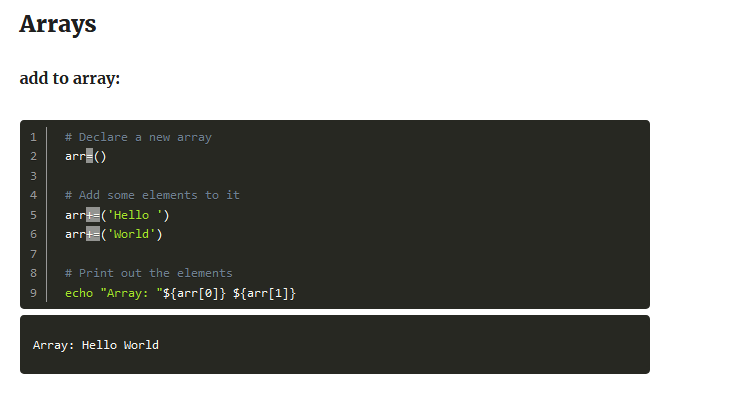 Arrays
add to array:
1 # Declare a new array
2 arr=()
3
4 # Add some elements to it
5 arr+=('Hello ')
6 arr+=('World')
7
8 # Print out the elements
9 echo "Array: "${arr[0]} ${arr[1]}
Array: Hello World